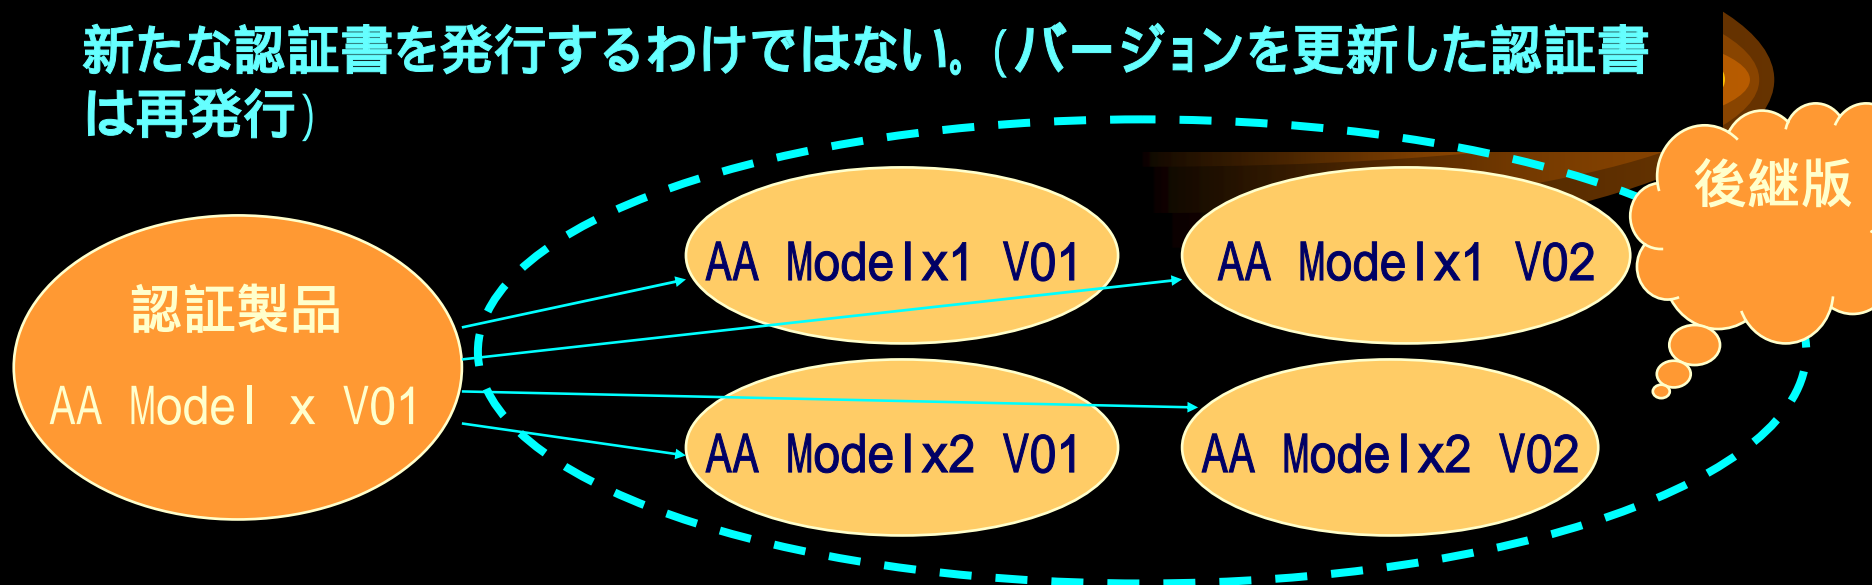 新たな認証書を発行するわけではない。(バージョンを更新した認証書
は再発行)
後継版
AA Modelx1 V01
AA Modelx1 V02
認証製品
AA Model x V01
AA Modelx2 V01
AA Modelx2 V02